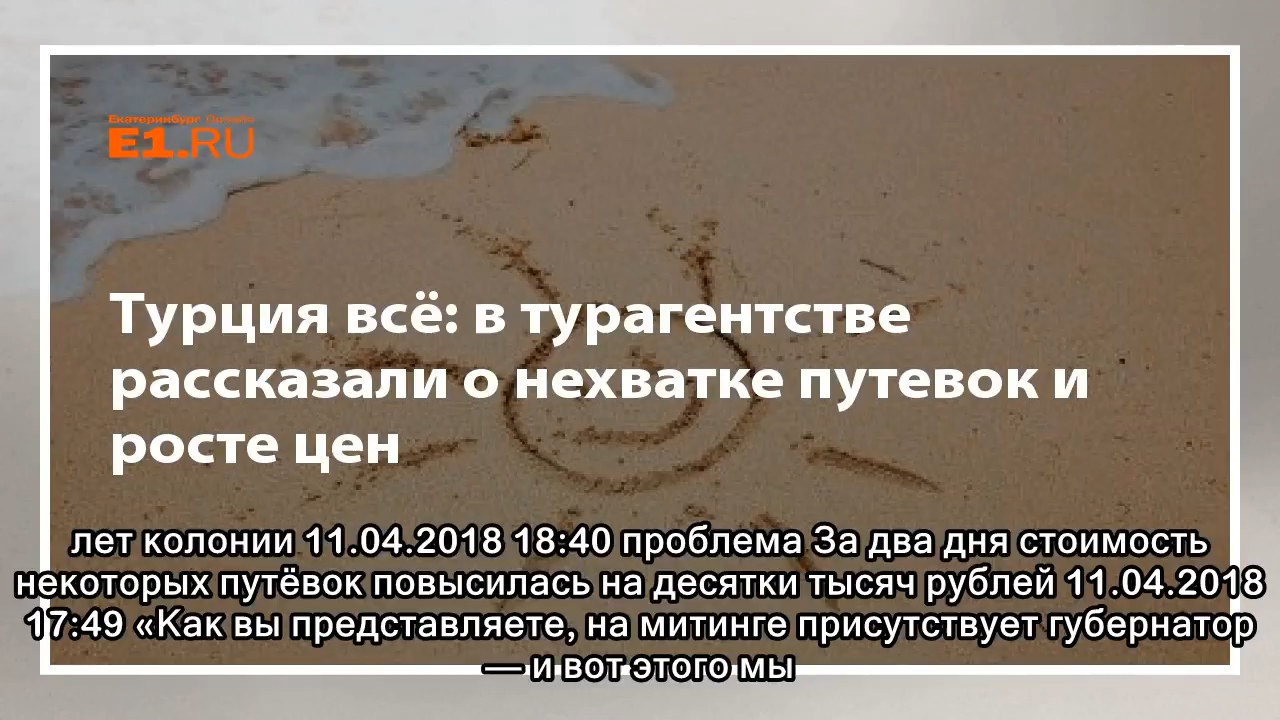 Екатеринбург Онлайн
E1.RU
Турция всё: в турагентстве
рассказали о нехватке путевок и
росте цен
лет колонии 11.04.2018 18:40 проблема За два дня стоимость
некоторых путёвок повысилась на десятки тысяч рублей 11.04.2018
17:49 «Как вы представляете, на митинге присутствует губернатор
— и вот этого мы